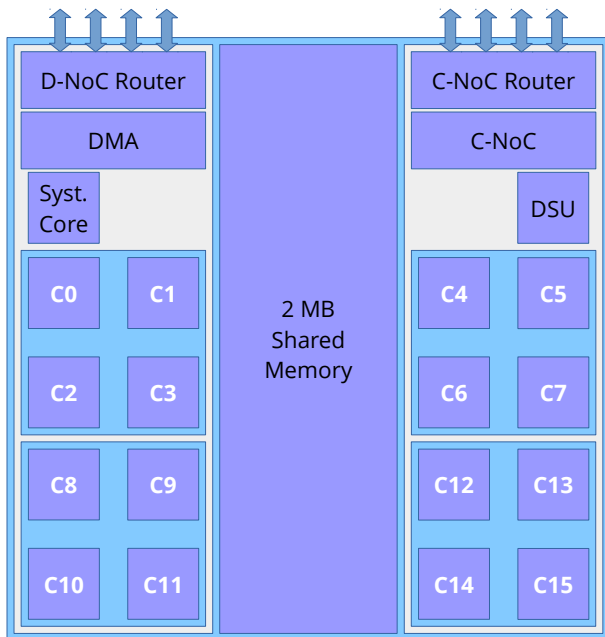 D-NoC Router
C-NoC Router
DMA
C-NoC
Syst.
Core
DSU
C0
C1
C4
C5
2 MB
Shared
Memory
C2
C3
C6
C7
C8
C9
C12
C13
C10
C11
C14
C15